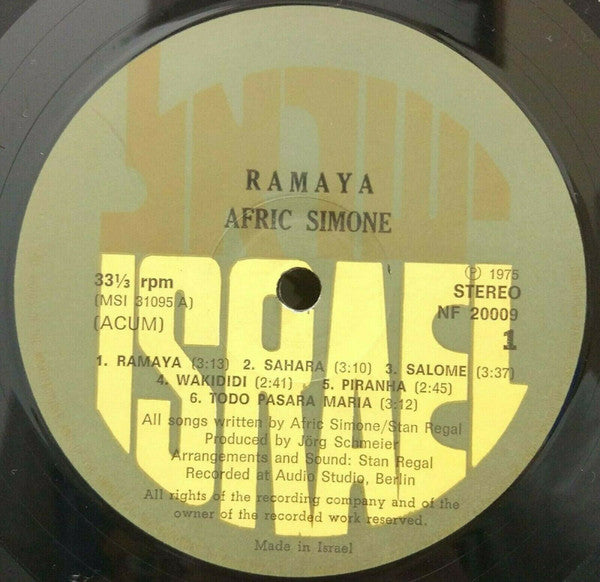 RAMAYA
AFRIC SIMONE
33⅓ rpm
(MSI 31095 A)
(ACUM)
Ⓟ 1975
STEREO
NF 20009
1
ISRAEL
1. RAMAYA (3:13) 2. SAHARA (3:10) 3. SALOME (3:37)
4. WAKIDIDI (2:41) 5. PIRANHA (2:45)
6. TODO PASARA MARIA (3:12)
All songs written by Afric Simone/Stan Regal
Produced by Jörg Schmeier
Arrangements and Sound: Stan Regal
Recorded at Audio Studio, Berlin
All rights of the recording company and of the
owner of the recorded work reserved.
Made in Israel